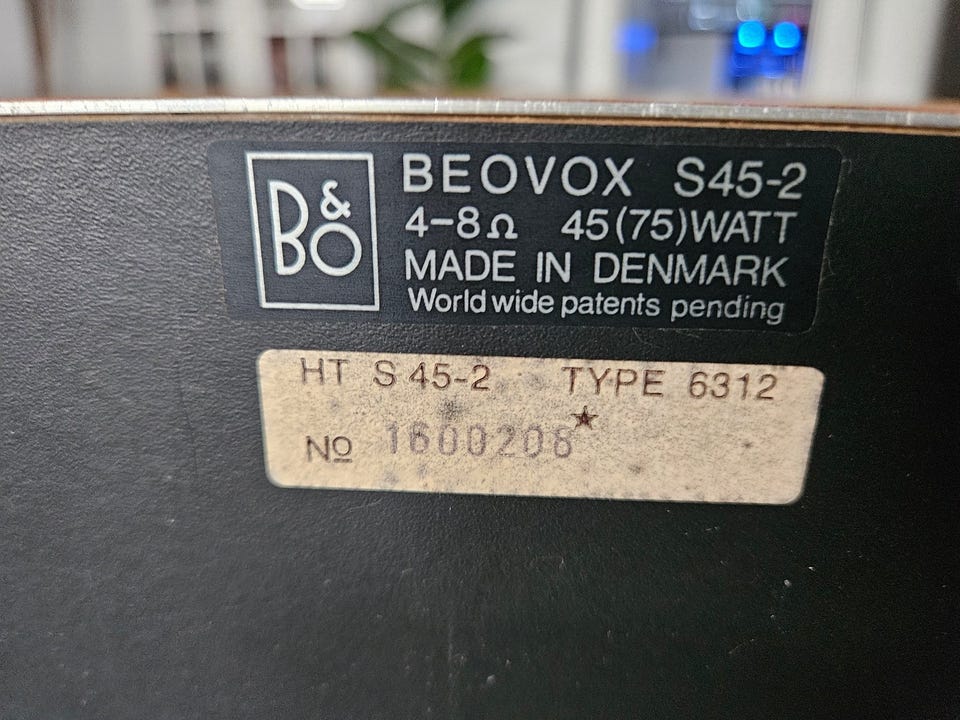 B&O
BEOVOX S45-2
4-8Ω 45(75)WATT
MADE IN DENMARK
World wide patents pending
HT S 45-2 TYPE 6312
★
No 1600208